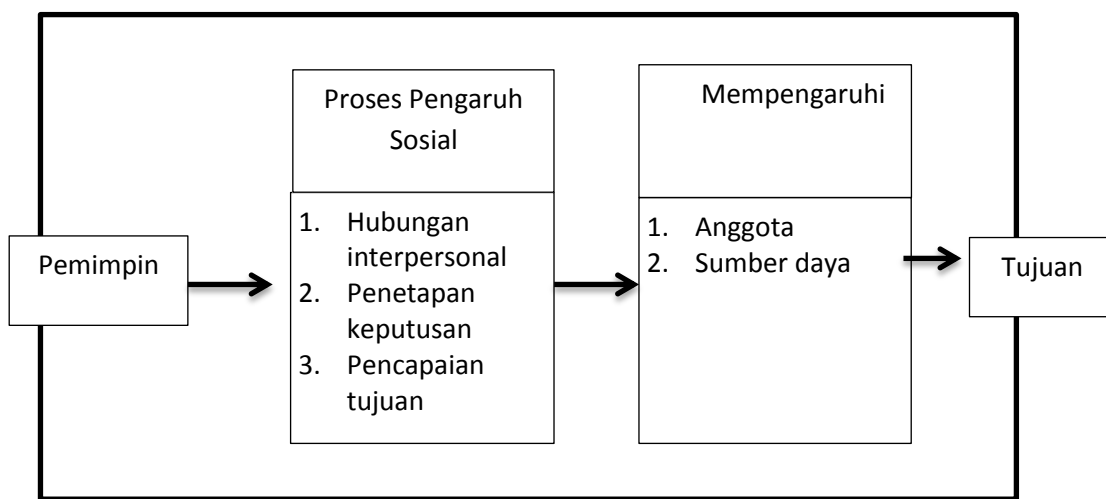 Pemimpin
Proses Pengaruh
Sosial
1. Hubungan
interpersonal
2. Penetapan
keputusan
3. Pencapaian
tujuan
Mempengaruhi
1. Anggota
2. Sumber daya
Tujuan